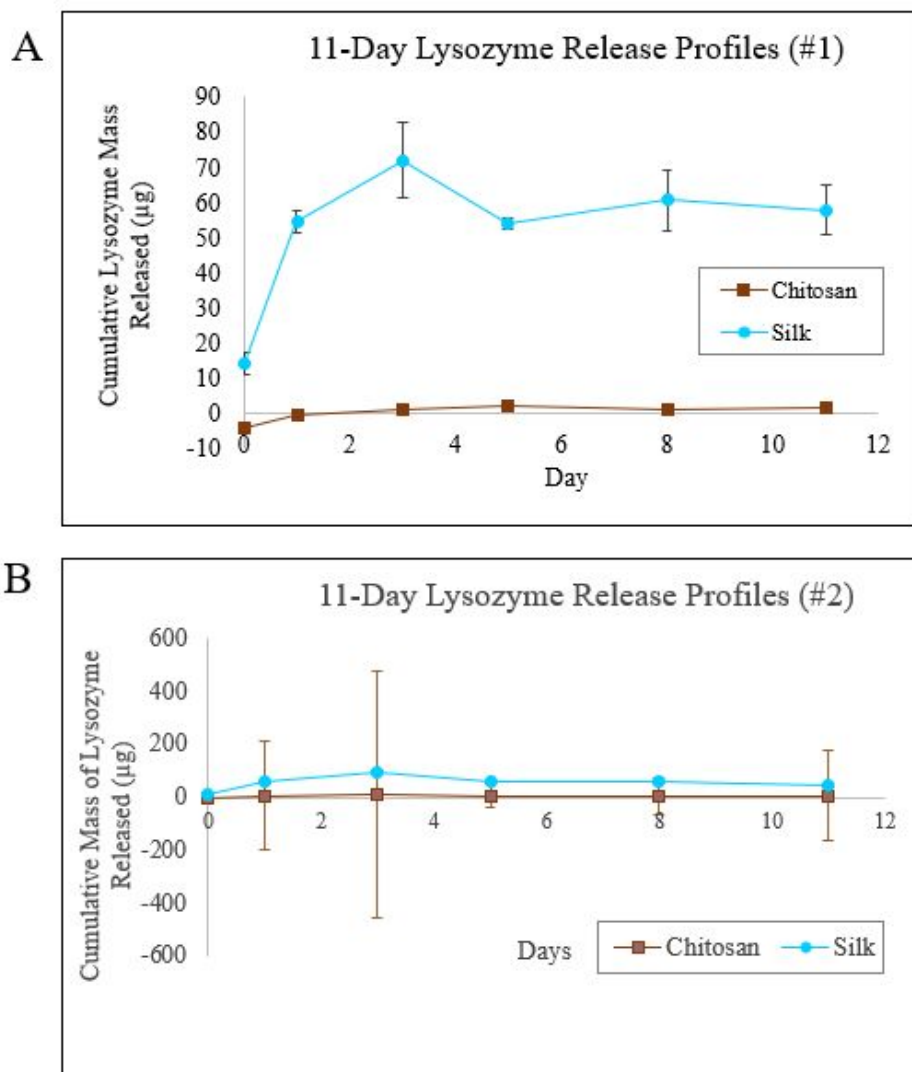 A
11-Day Lysozyme Release Profiles (#1)
Cumulative Lysozyme Mass
Released (µg)
90
80
70
60
50
40
30
20
10
0
-10
0 2 4 6 8 10 12
Day
Chitosan
Silk
B
11-Day Lysozyme Release Profiles (#2)
Cumulative Mass of Lysozyme
Released (µg)
600
400
200
0
-200
-400
-600
0 2 4 6 8 10 12
Days
Chitosan Silk